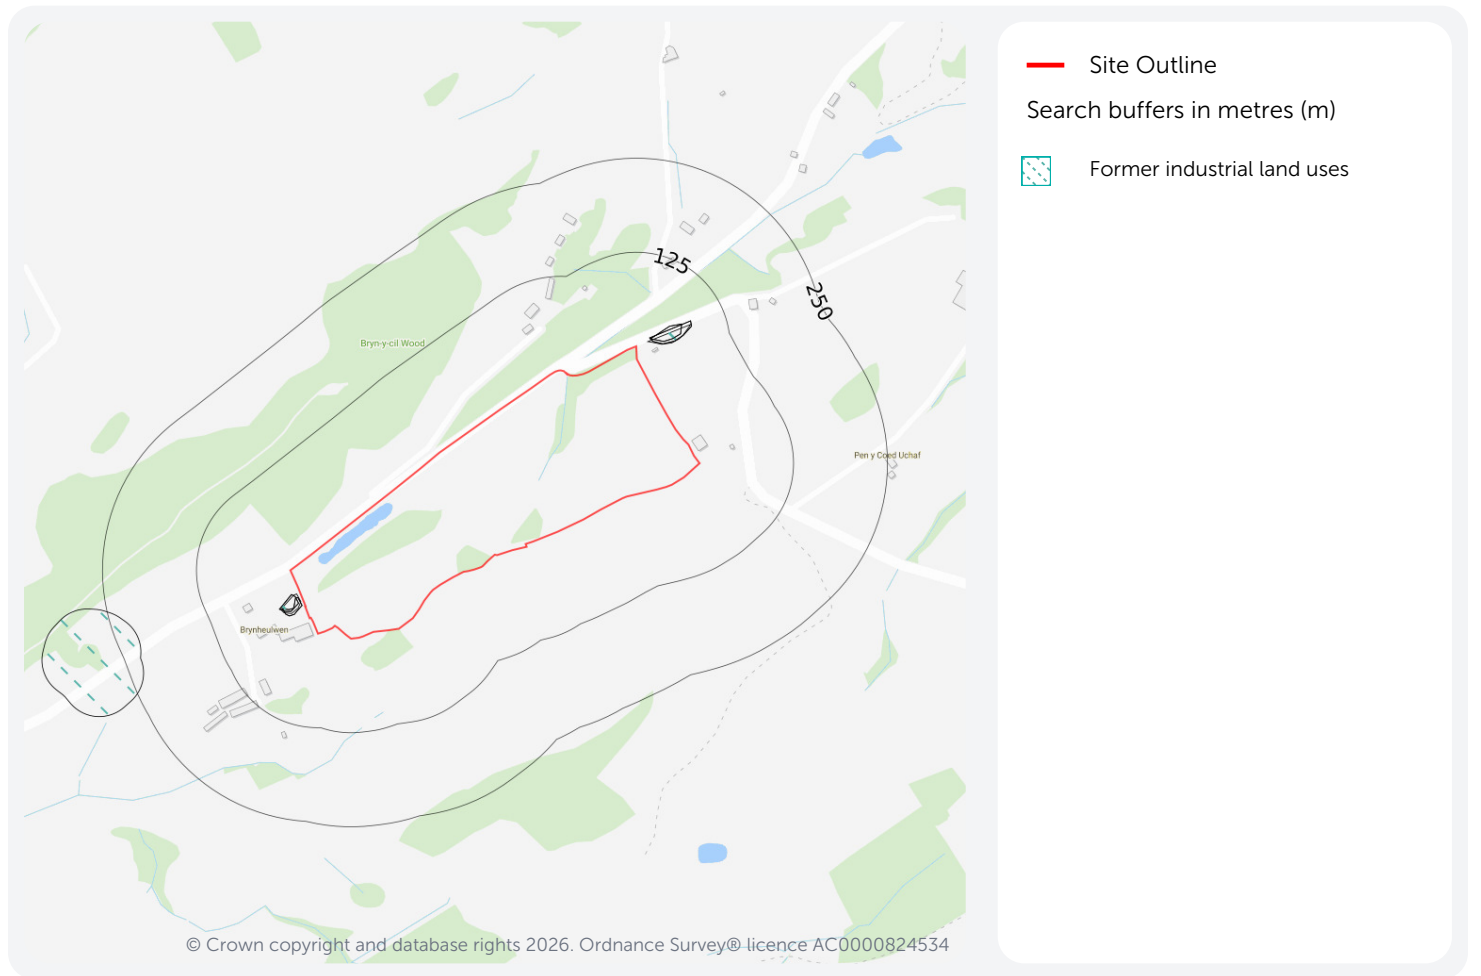 Site Outline
Search buffers in metres (m)
Former industrial land uses
125
250
Bryn-y-cil Wood
Pen y Coed Uchaf
Brynheulwen
© Crown copyright and database rights 2026. Ordnance Survey® licence AC0000824534